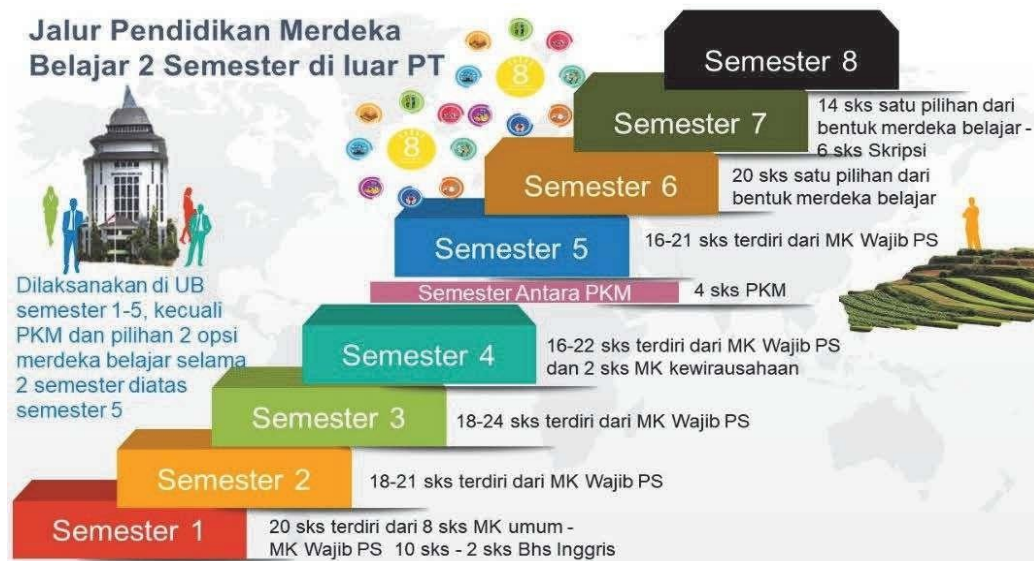 Jalur Pendidikan Merdeka
Belajar 2 Semester di luar PT
8
8
Semester 8
Semester 7
14 sks satu pilihan dari
bentuk merdeka belajar -
6 sks Skripsi
Semester 6
20 sks satu pilihan dari
bentuk merdeka belajar
Semester 5
16-21 sks terdiri dari MK Wajib PS
Semester Antara PKM
4 sks PKM
Dilaksanakan di UB
semester 1-5, kecuali
PKM dan pilihan 2 opsi
merdeka belajar selama
2 semester diatas
semester 5
Semester 4
16-22 sks terdiri dari MK Wajib PS
dan 2 sks MK kewirausahaan
Semester 3
18-24 sks terdiri dari MK Wajib PS
Semester 2
18-21 sks terdiri dari MK Wajib PS
Semester 1
20 sks terdiri dari 8 sks MK umum -
MK Wajib PS 10 sks - 2 sks Bhs Inggris